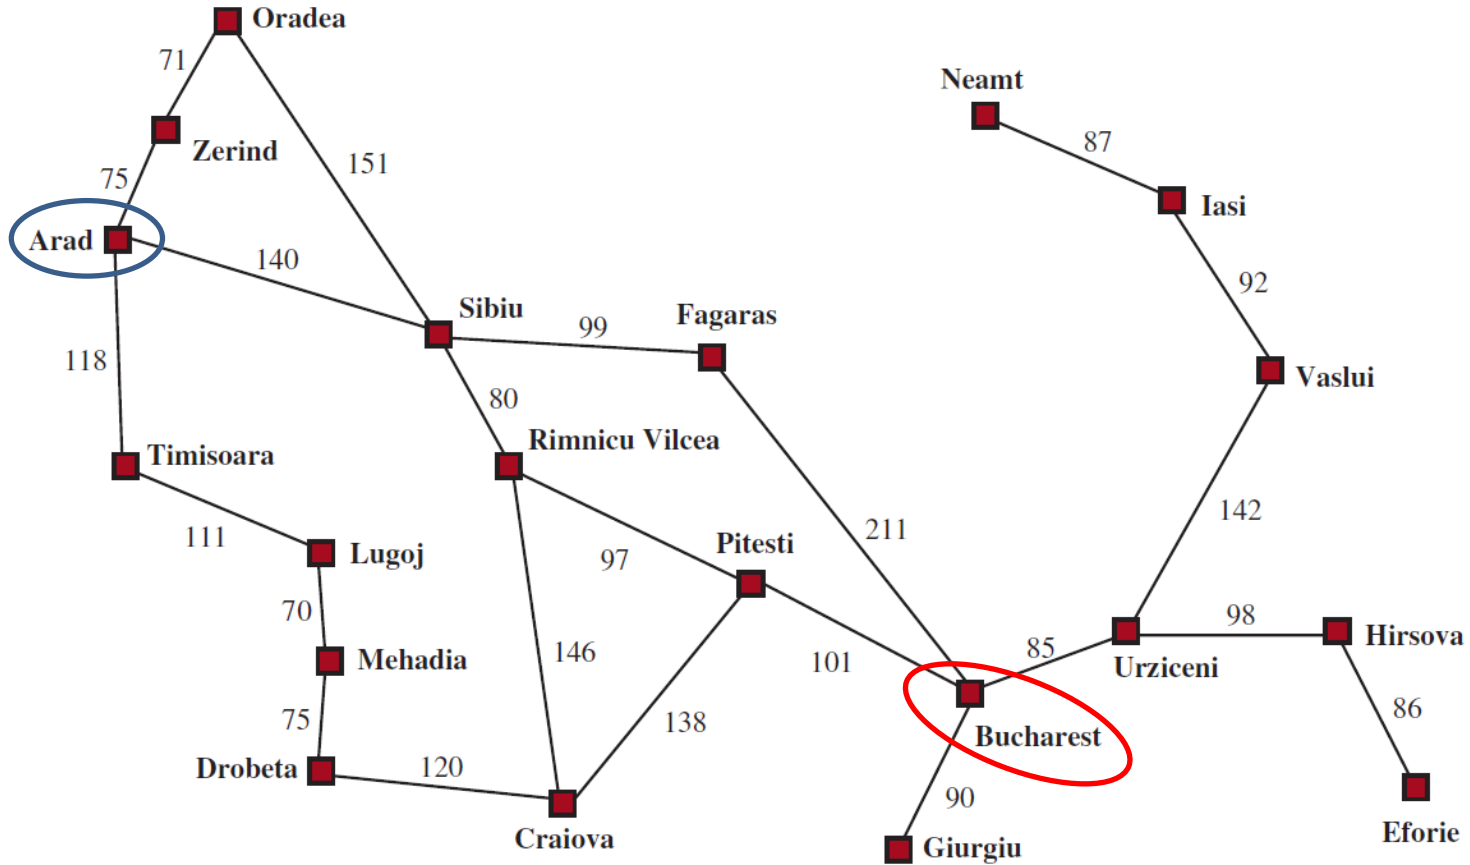 Oradea
71
Neamt
87
Zerind
151
75
Iasi
Arad
140
92
Sibiu
Fagaras
99
118
Vaslui
80
Rimnicu Vilcea
Timisoara
142
111
Lugoj
97
Pitesti
211
70
98
Hirsova
Mehadia
146
101
85
Urziceni
75
138
86
Bucharest
Drobeta
120
90
Craiova
Giurgiu
Eforie